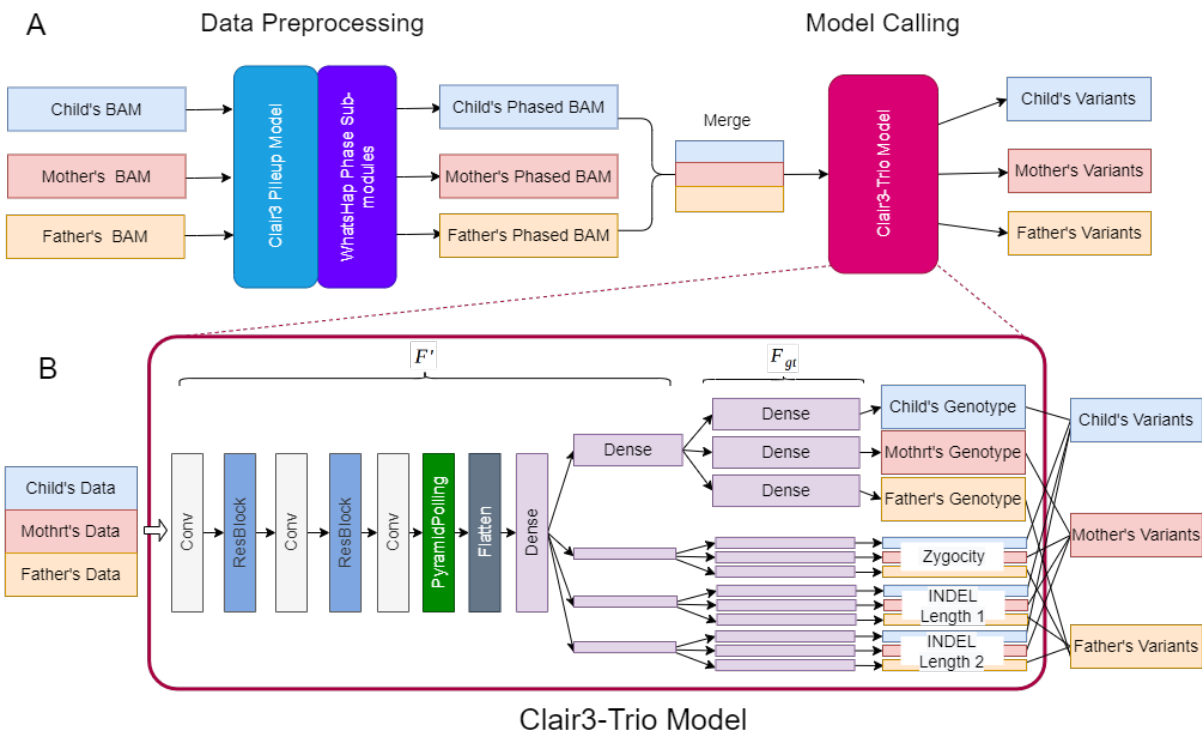 A
Data Preprocessing
Model Calling
Child's BAM
Mother's BAM
Father's BAM
Clair3 Pileup Model
WhatsHap Phase Sub-
modules
Child's Phased BAM
Mother's Phased BAM
Father's Phased BAM
Merge
Clair3-Trio Model
Child's Variants
Mother's Variants
Father's Variants
B
F'
F_gt
Child's Data
Mothrt's Data
Father's Data
Conv
ResBlock
Conv
ResBlock
Conv
PyramidPolling
Flatten
Dense
Dense
Dense
Dense
Dense
Child's Genotype
Mothrt's Genotype
Father's Genotype
Zygocity
INDEL
Length 1
INDEL
Length 2
Child's Variants
Mother's Variants
Father's Variants
Clair3-Trio Model